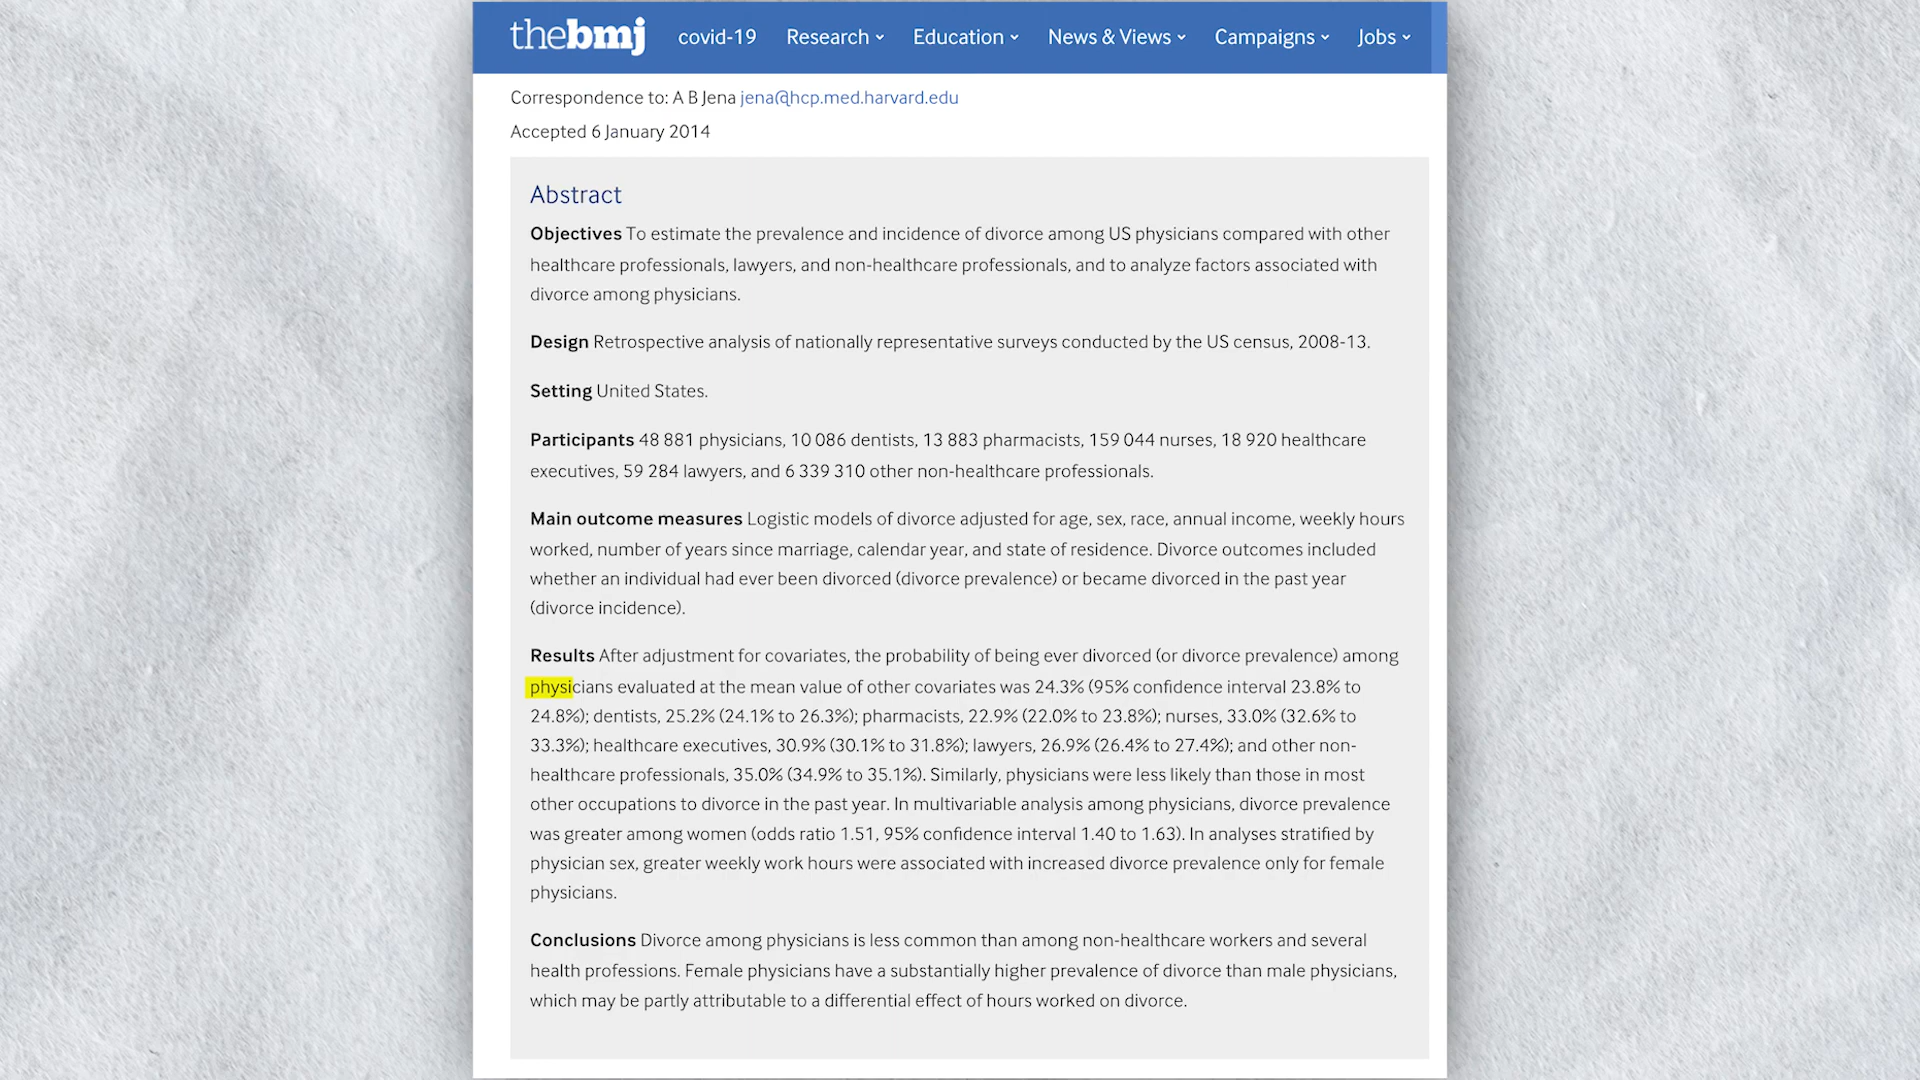 thebmj covid-19 Research Education News & Views Campaigns Jobs
Correspondence to: A B Jena jena@hcp.med.harvard.edu
Accepted 6 January 2014
Abstract
Objectives To estimate the prevalence and incidence of divorce among US physicians compared with other
healthcare professionals, lawyers, and non-healthcare professionals, and to analyze factors associated with
divorce among physicians.
Design Retrospective analysis of nationally representative surveys conducted by the US census, 2008-13.
Setting United States.
Participants 48 881 physicians, 10 086 dentists, 13 883 pharmacists, 159 044 nurses, 18 920 healthcare
executives, 59 284 lawyers, and 6 339 310 other non-healthcare professionals.
Main outcome measures Logistic models of divorce adjusted for age, sex, race, annual income, weekly hours
worked, number of years since marriage, calendar year, and state of residence. Divorce outcomes included
whether an individual had ever been divorced (divorce prevalence) or became divorced in the past year
(divorce incidence).
Results After adjustment for covariates, the probability of being ever divorced (or divorce prevalence) among
physicians evaluated at the mean value of other covariates was 24.3% (95% confidence interval 23.8% to
24.8%); dentists, 25.2% (24.1% to 26.3%); pharmacists, 22.9% (22.0% to 23.8%); nurses, 33.0% (32.6% to
33.3%); healthcare executives, 30.9% (30.1% to 31.8%); lawyers, 26.9% (26.4% to 27.4%); and other non-
healthcare professionals, 35.0% (34.9% to 35.1%). Similarly, physicians were less likely than those in most
other occupations to divorce in the past year. In multivariable analysis among physicians, divorce prevalence
was greater among women (odds ratio 1.51, 95% confidence interval 1.40 to 1.63). In analyses stratified by
physician sex, greater weekly work hours were associated with increased divorce prevalence only for female
physicians.
Conclusions Divorce among physicians is less common than among non-healthcare workers and several
health professions. Female physicians have a substantially higher prevalence of divorce than male physicians,
which may be partly attributable to a differential effect of hours worked on divorce.